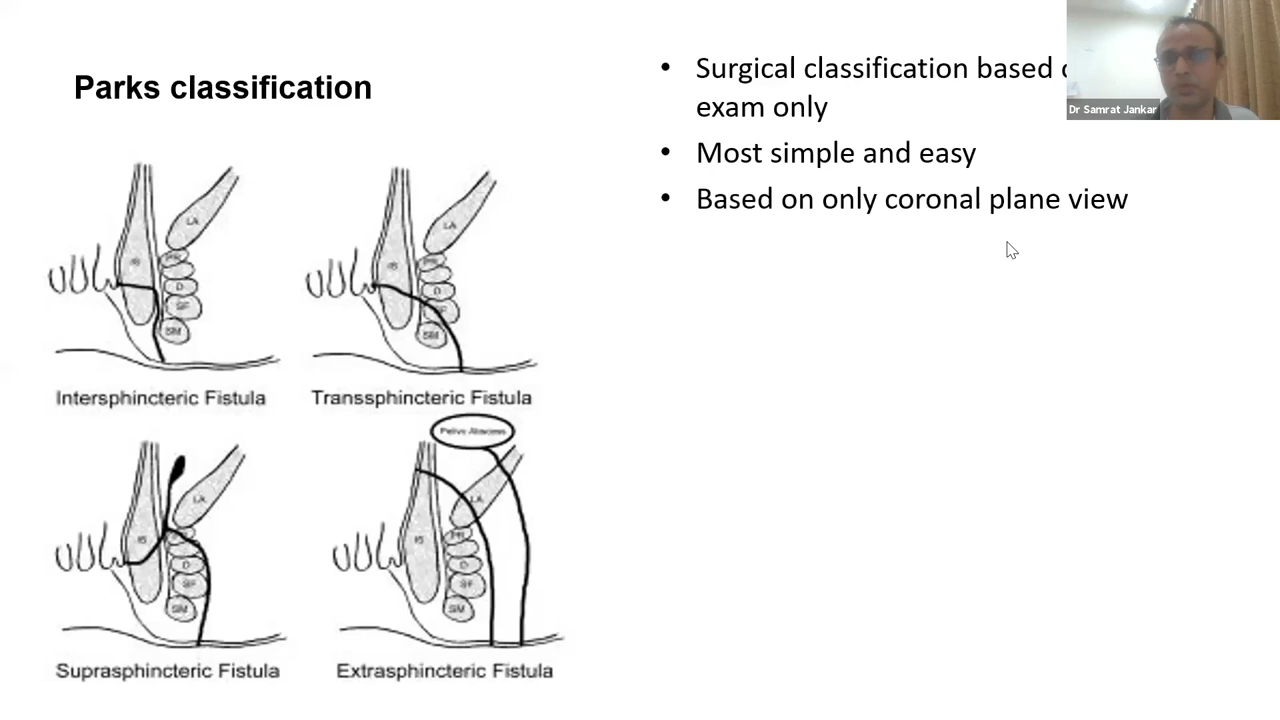 Parks classification
• Surgical classification based
exam only
• Most simple and easy
• Based on only coronal plane view
Dr Samrat Jankar
LA
IS
PR
D
SF
SM
LA
IS
PR
D
SM
Intersphincteric Fistula
Transsphincteric Fistula
Pelvic Abscess
LA
IS
D
SF
SM
LA
IS
PR
D
SF
SM
Suprasphincteric Fistula
Extrasphincteric Fistula